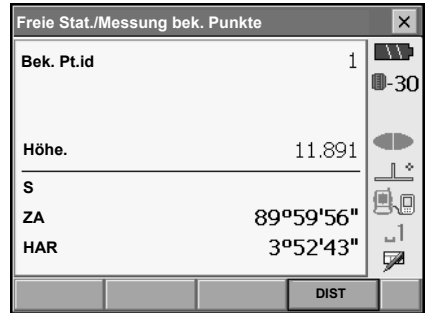 Freie Stat./Messung bek. Punkte
Bek. Pt.id 1
-30
Höhe. 11.891
S
ZA 89°59'56"
HAR 3°52'43"
1
DIST